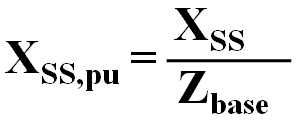 X_SS,pu = X_SS / Z_base